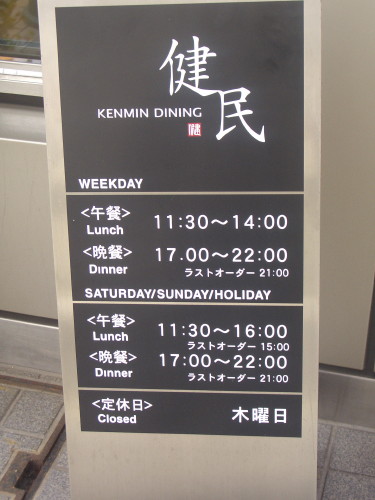 健民
KENMIN DINING
健
WEEKDAY
<午餐> 11:30〜14:00
Lunch
<晩餐> 17.00〜22:00
Dinner ラストオーダー 21:00
SATURDAY/SUNDAY/HOLIDAY
<午餐> 11:30〜16:00
Lunch ラストオーダー 15:00
<晩餐> 17:00〜22:00
Dinner ラストオーダー 21:00
<定休日> 木曜日
Closed